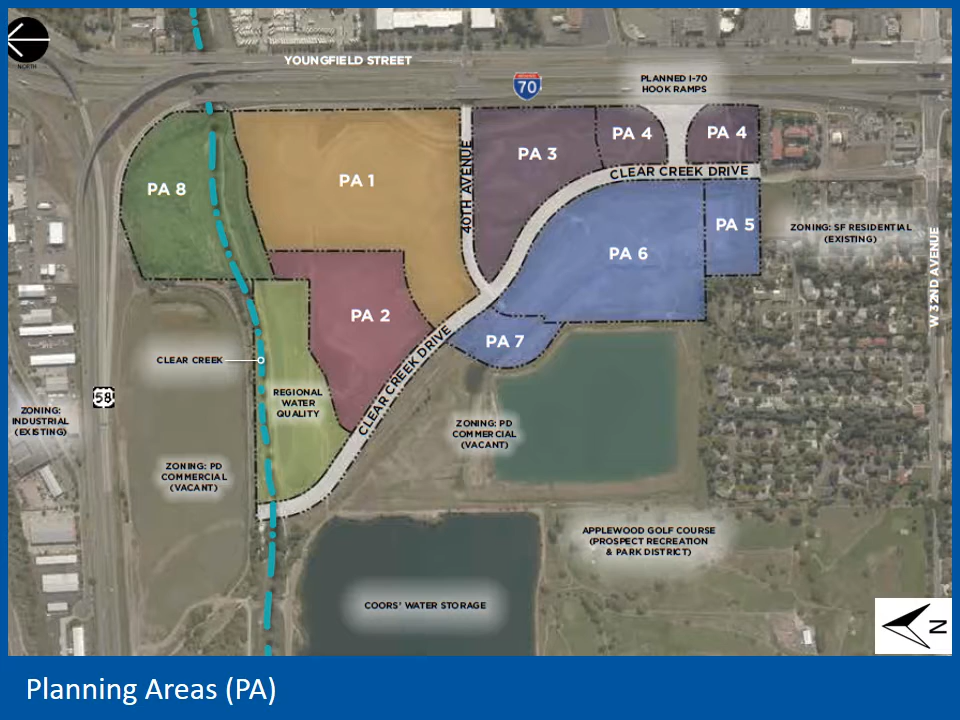 NORTH
YOUNGFIELD STREET
INTERSTATE
70
PLANNED I-70
HOOK RAMPS
PA 8
PA 1
40TH AVENUE
PA 3
PA 4
PA 4
CLEAR CREEK DRIVE
PA 6
PA 5
ZONING: SF RESIDENTIAL
(EXISTING)
W 32ND AVENUE
PA 2
PA 7
CLEAR CREEK DRIVE
CLEAR CREEK
58
REGIONAL
WATER
QUALITY
ZONING:
INDUSTRIAL
(EXISTING)
ZONING: PD
COMMERCIAL
(VACANT)
ZONING: PD
COMMERCIAL
(VACANT)
APPLEWOOD GOLF COURSE
(PROSPECT RECREATION
& PARK DISTRICT)
COORS' WATER STORAGE
N
Planning Areas (PA)